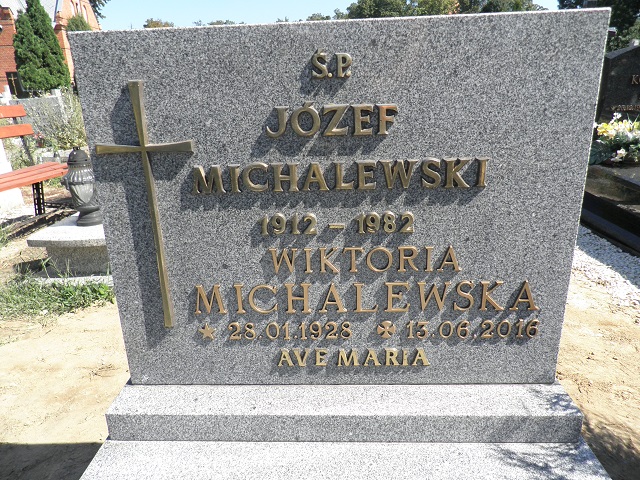 Ś.P.
JÓZEF
MICHALEWSKI
1912 - 1982
WIKTORIA
MICHALEWSKA
28.01.1928 13.06.2016
AVE MARIA